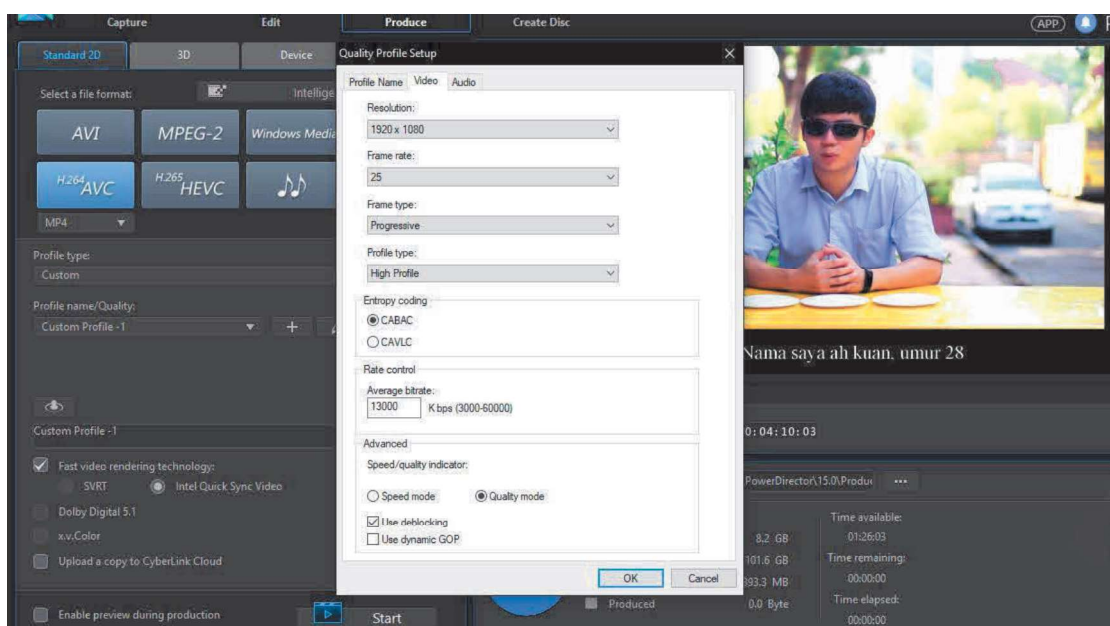 Capture Edit Produce Create Disc
APP
Standard 2D 3D Device
Select a file format:
AVI MPEG-2 Windows Media
H.264 AVC H.265 HEVC
MP4
Profile type:
Custom
Profile name/Quality:
Custom Profile -1
Custom Profile -1
Fast video rendering technology:
SVRT Intel Quick Sync Video
Dolby Digital 5.1
x.v.Color
Upload a copy to CyberLink Cloud
Enable preview during production
Start
Quality Profile Setup
Profile Name Video Audio
Resolution:
1920 x 1080
Frame rate:
25
Frame type:
Progressive
Profile type:
High Profile
Entropy coding
CABAC
CAVLC
Rate control
Average bitrate:
13000 K bps (3000-60000)
Advanced
Speed/quality indicator:
Speed mode Quality mode
Use deblocking
Use dynamic GOP
OK Cancel
Nama saya ah kuan, umur 28
0:04:10:03
PowerDirector\15.0\Produ ...
8.2 GB
101.6 GB
393.3 MB
Produced 0.0 Byte
Time available:
01:26:03
Time remaining:
00:00:00
Time elapsed:
00:00:00